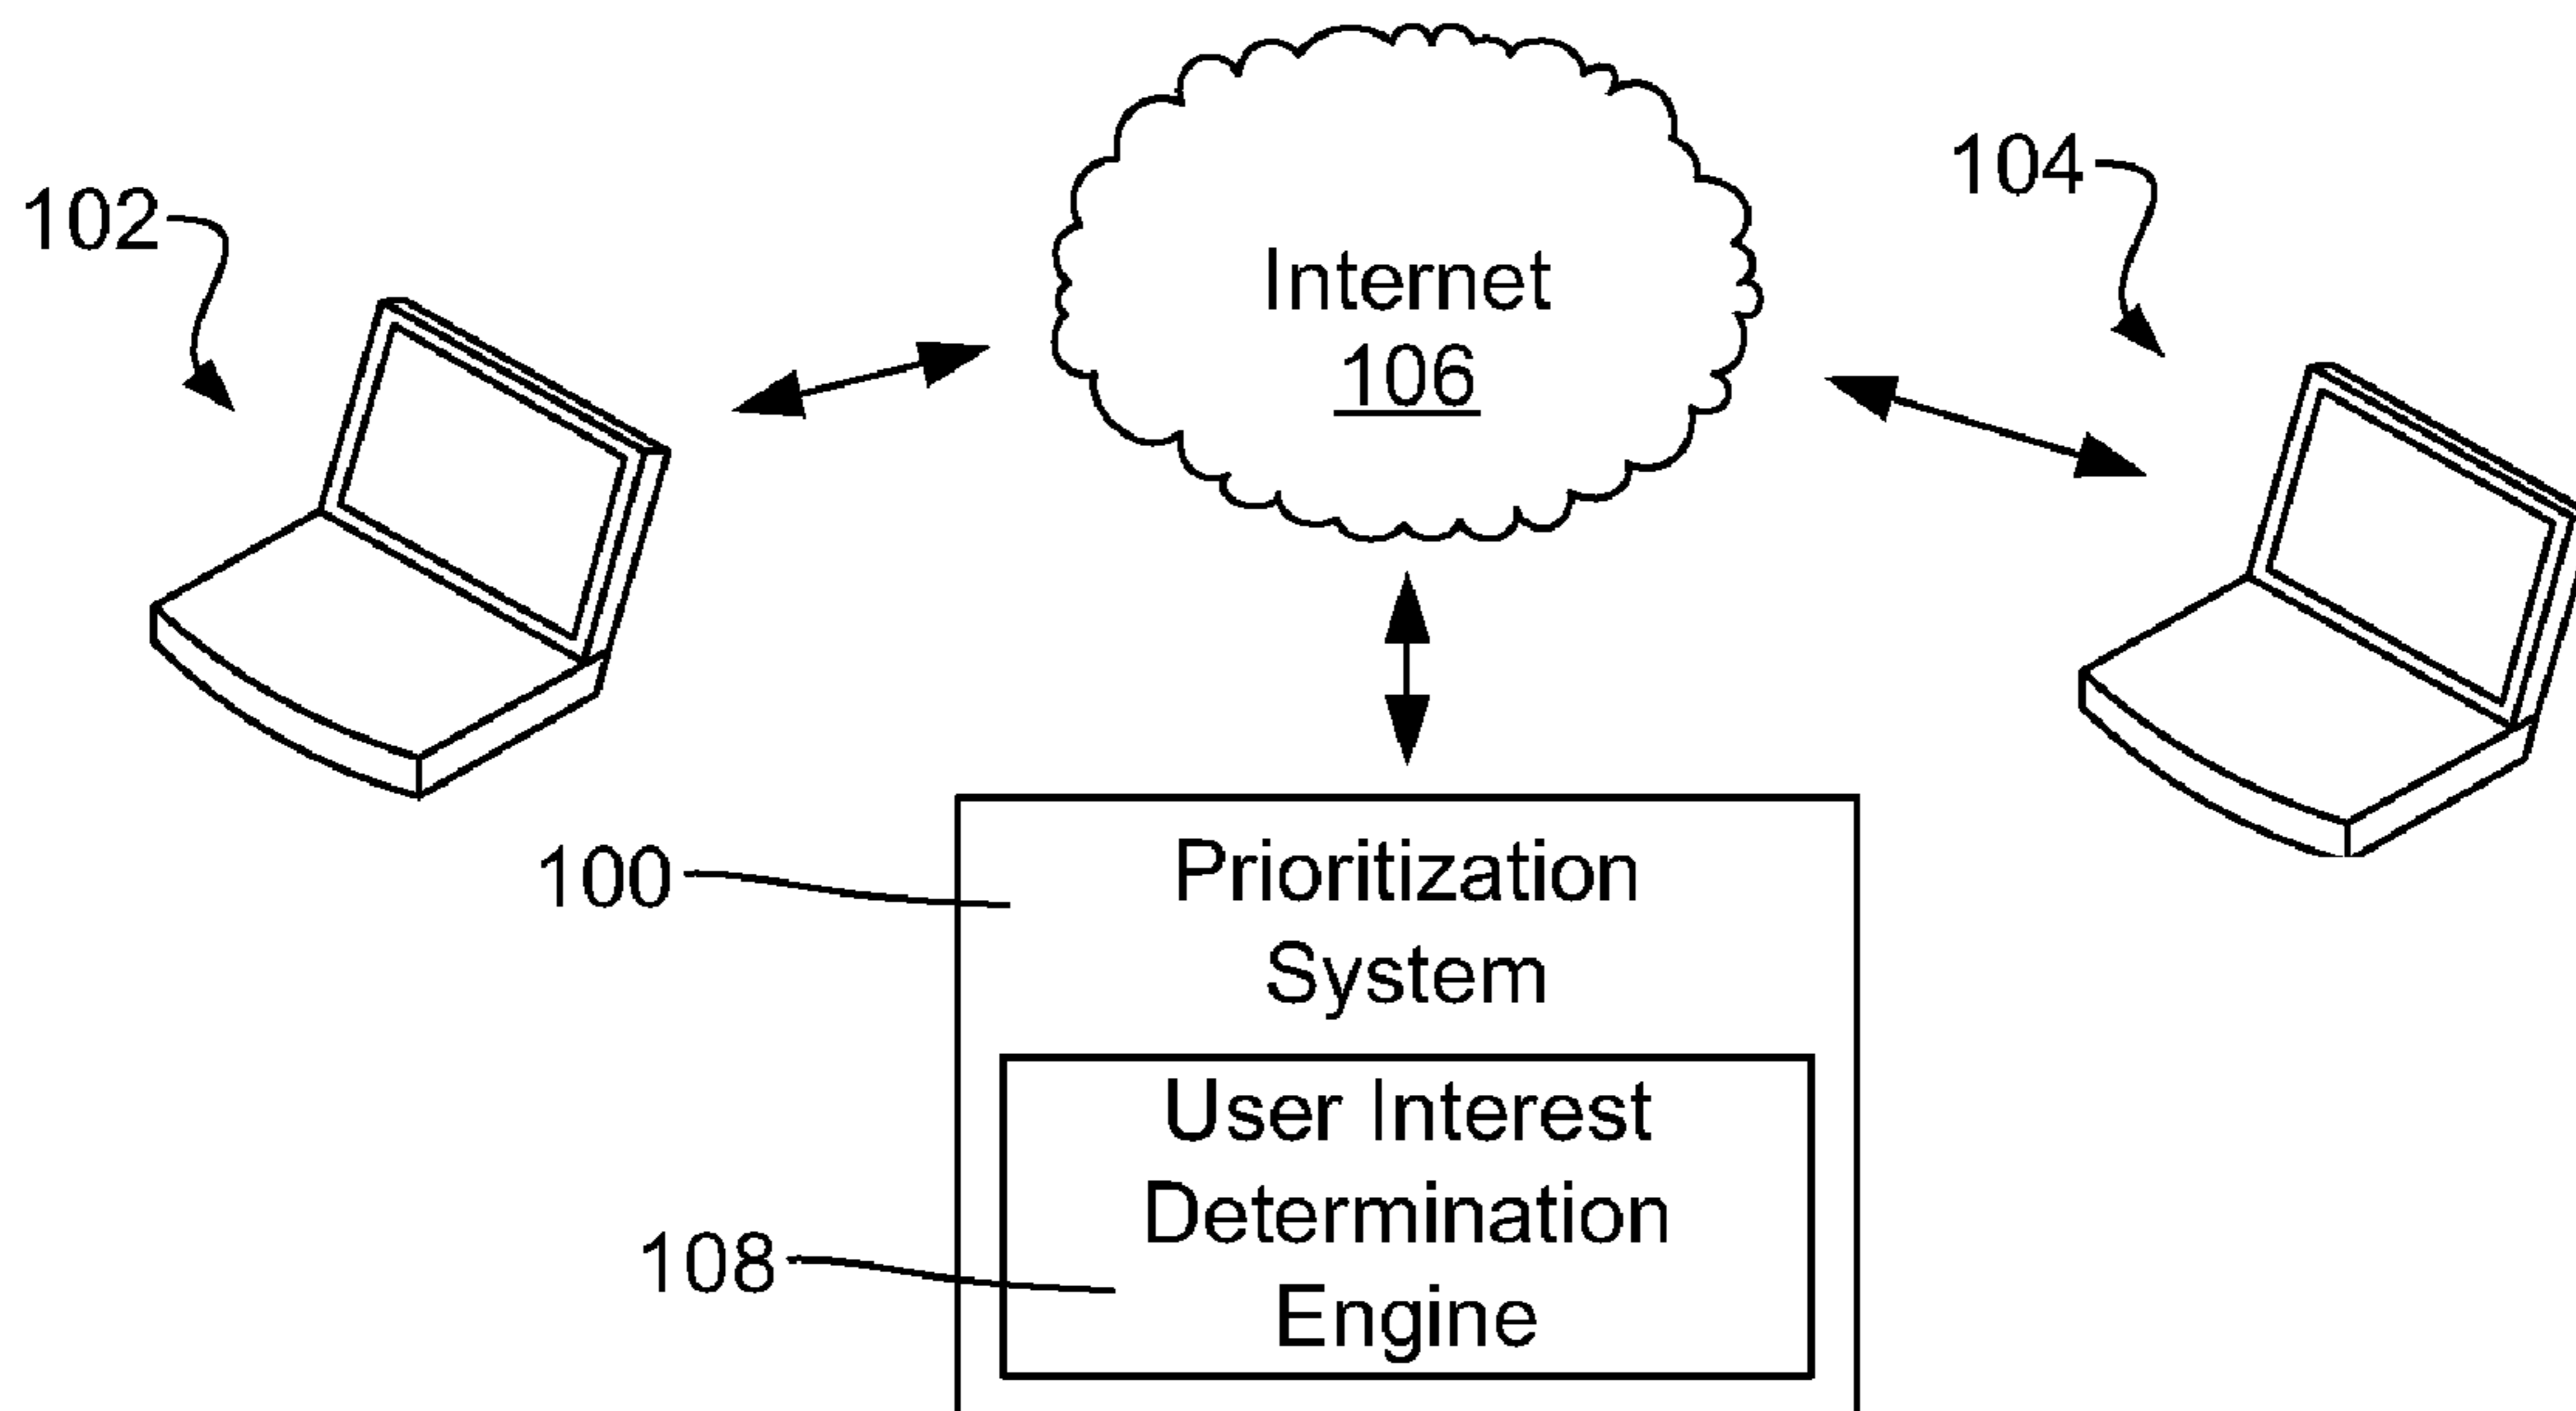 102
Internet
106
104
100
Prioritization
System
108
User Interest
Determination
Engine